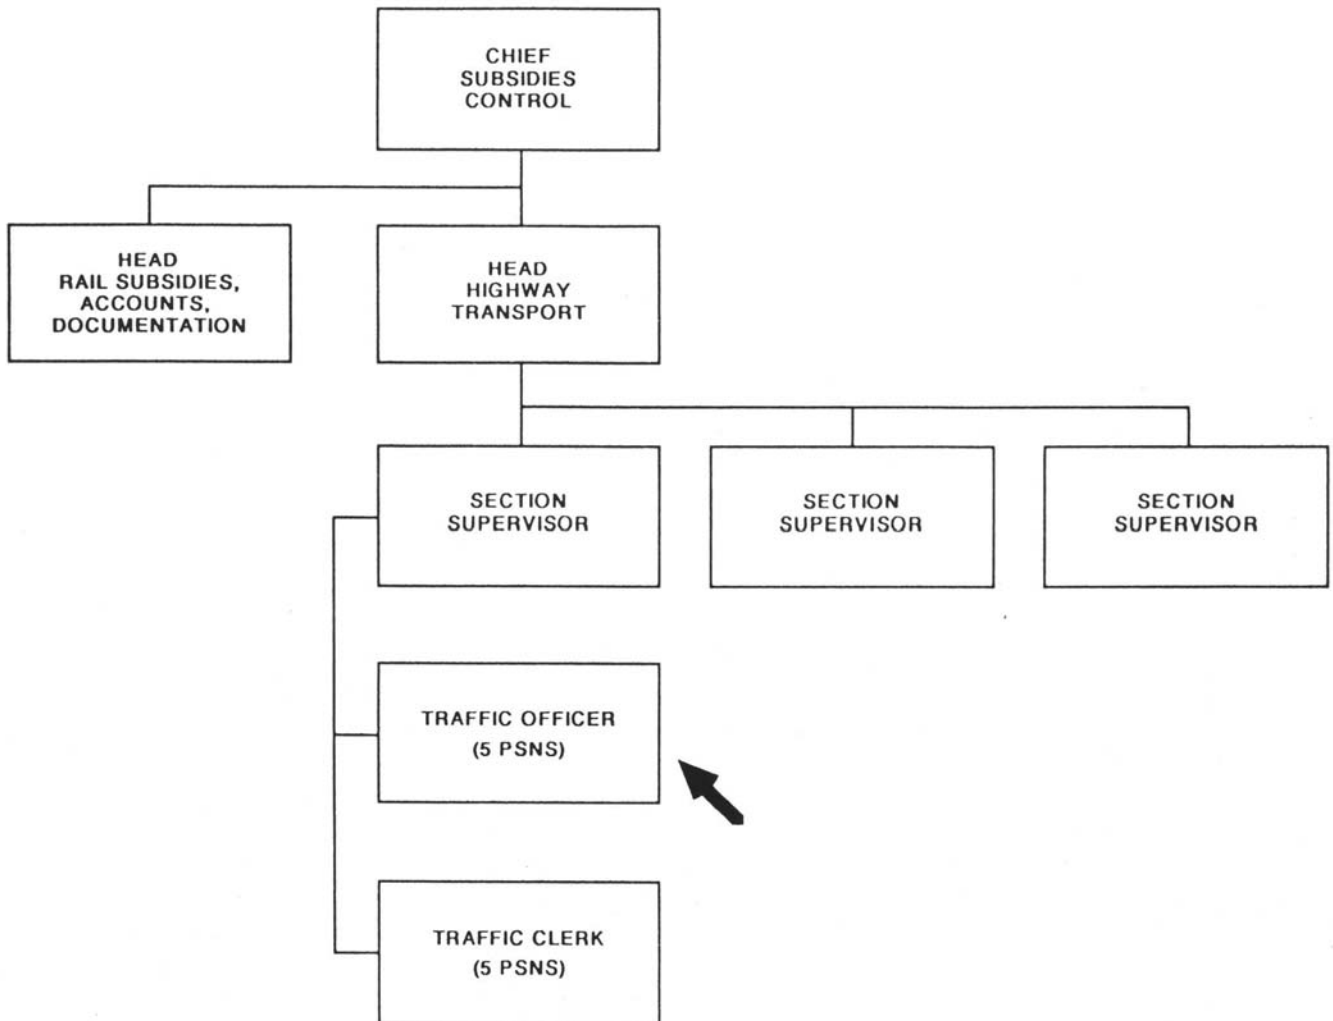 CHIEF
SUBSIDIES
CONTROL
HEAD
RAIL SUBSIDIES,
ACCOUNTS,
DOCUMENTATION
HEAD
HIGHWAY
TRANSPORT
SECTION
SUPERVISOR
SECTION
SUPERVISOR
SECTION
SUPERVISOR
TRAFFIC OFFICER
(5 PSNS)
TRAFFIC CLERK
(5 PSNS)